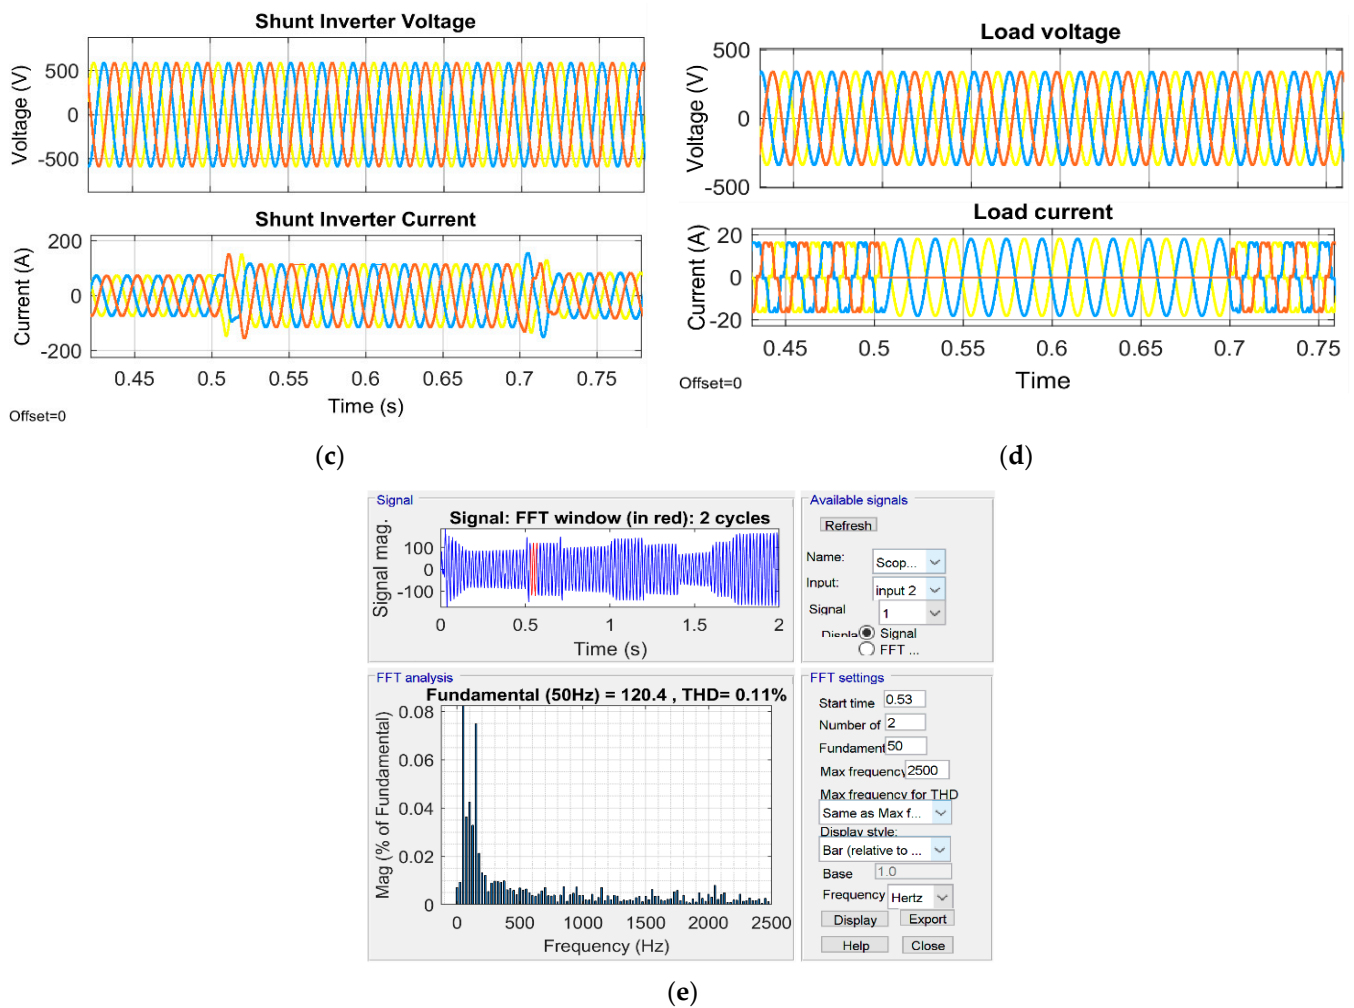 Shunt Inverter Voltage
Voltage (V)
500
0
-500
Shunt Inverter Current
Current (A)
200
0
-200
0.45 0.5 0.55 0.6 0.65 0.7 0.75
Time (s)
Offset=0
(c)
Load voltage
Voltage (V)
500
0
-500
Load current
Current (A)
20
0
-20
0.45 0.5 0.55 0.6 0.65 0.7 0.75
Time
Offset=0
(d)
Signal
Signal: FFT window (in red): 2 cycles
Signal mag.
100
0
-100
0 0.5 1 1.5 2
Time (s)
Available signals
Refresh
Name:
Scop...
Input:
input 2
Signal
1
Displa
Signal
FFT ...
FFT analysis
Fundamental (50Hz) = 120.4 , THD= 0.11%
Mag (% of Fundamental)
0.08
0.06
0.04
0.02
0
0 500 1000 1500 2000 2500
Frequency (Hz)
FFT settings
Start time 0.53
Number of 2
Fundament 50
Max frequency 2500
Max frequency for THD
Same as Max f...
Display style:
Bar (relative to ...
Base 1.0
Frequency Hertz
Display Export
Help Close
(e)